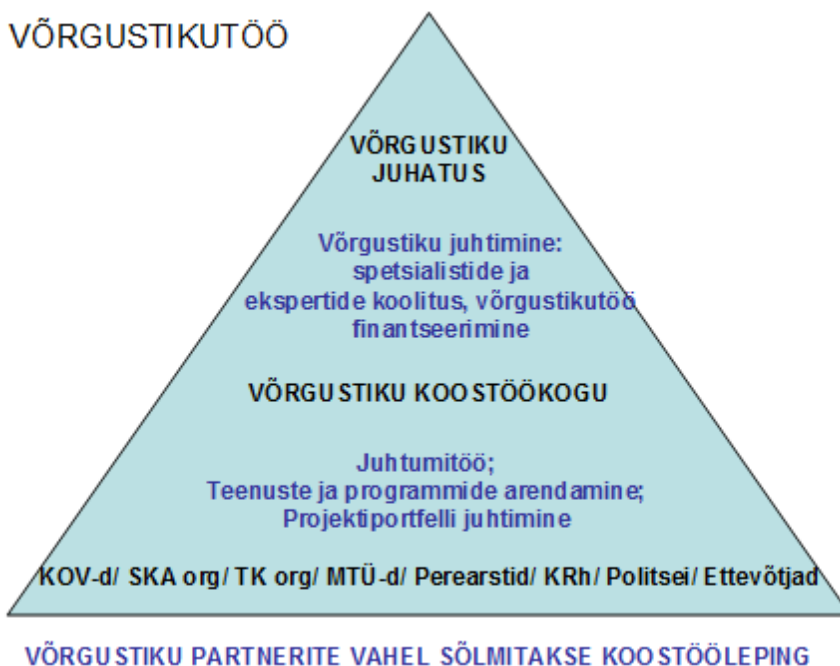 VÕRGUSTIKUTÖÖ
VÕRGUSTIKU
JUHATUS
Võrgustiku juhtimine:
spetsialistide ja
ekspertide koolitus, võrgustikutöö
finantseerimine
VÕRGUSTIKU KOOSTÖÖKOGU
Juhtumitöö;
Teenuste ja programmide arendamine;
Projektiportfelli juhtimine
KOV-d/ SKA org/ TK org/ MTÜ-d/ Perearstid/ KRh/ Politsei/ Ettevõtjad
VÕRGUSTIKU PARTNERITE VAHEL SÕLMITAKSE KOOSTÖÖLEPING